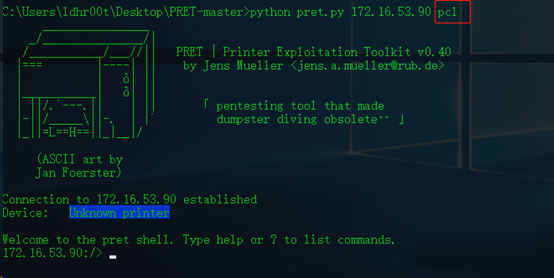 C:\Users\1dhr00t\Desktop\PRET-master>python pret.py 172.16.53.90 pcl
PRET | Printer Exploitation Toolkit v0.40
by Jens Mueller <jens.a.mueller@rub.de>
「 pentesting tool that made
dumpster diving obsolete‥ 」
(ASCII art by
Jan Foerster)
Connection to 172.16.53.90 established
Device: Unknown printer
Welcome to the pret shell. Type help or ? to list commands.
172.16.53.90:/>